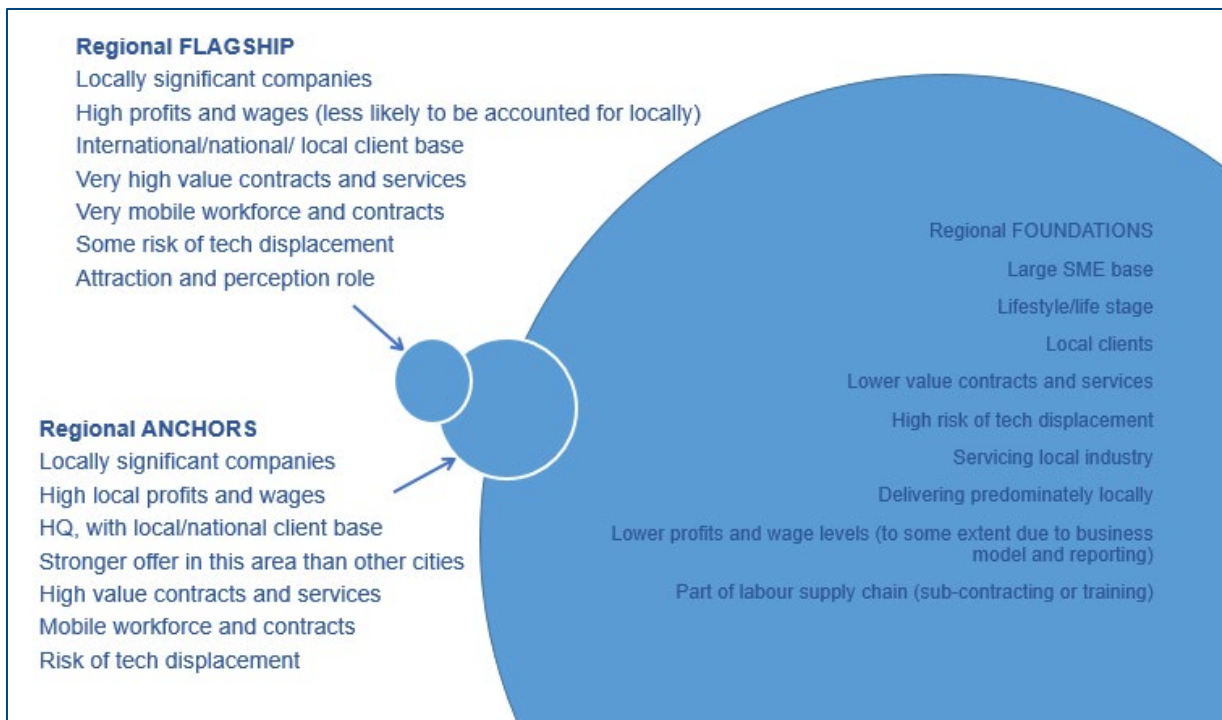 Regional FLAGSHIP
Locally significant companies
High profits and wages (less likely to be accounted for locally)
International/national/ local client base
Very high value contracts and services
Very mobile workforce and contracts
Some risk of tech displacement
Attraction and perception role
Regional ANCHORS
Locally significant companies
High local profits and wages
HQ, with local/national client base
Stronger offer in this area than other cities
High value contracts and services
Mobile workforce and contracts
Risk of tech displacement
Regional FOUNDATIONS
Large SME base
Lifestyle/life stage
Local clients
Lower value contracts and services
High risk of tech displacement
Servicing local industry
Delivering predominately locally
Lower profits and wage levels (to some extent due to business
model and reporting)
Part of labour supply chain (sub-contracting or training)